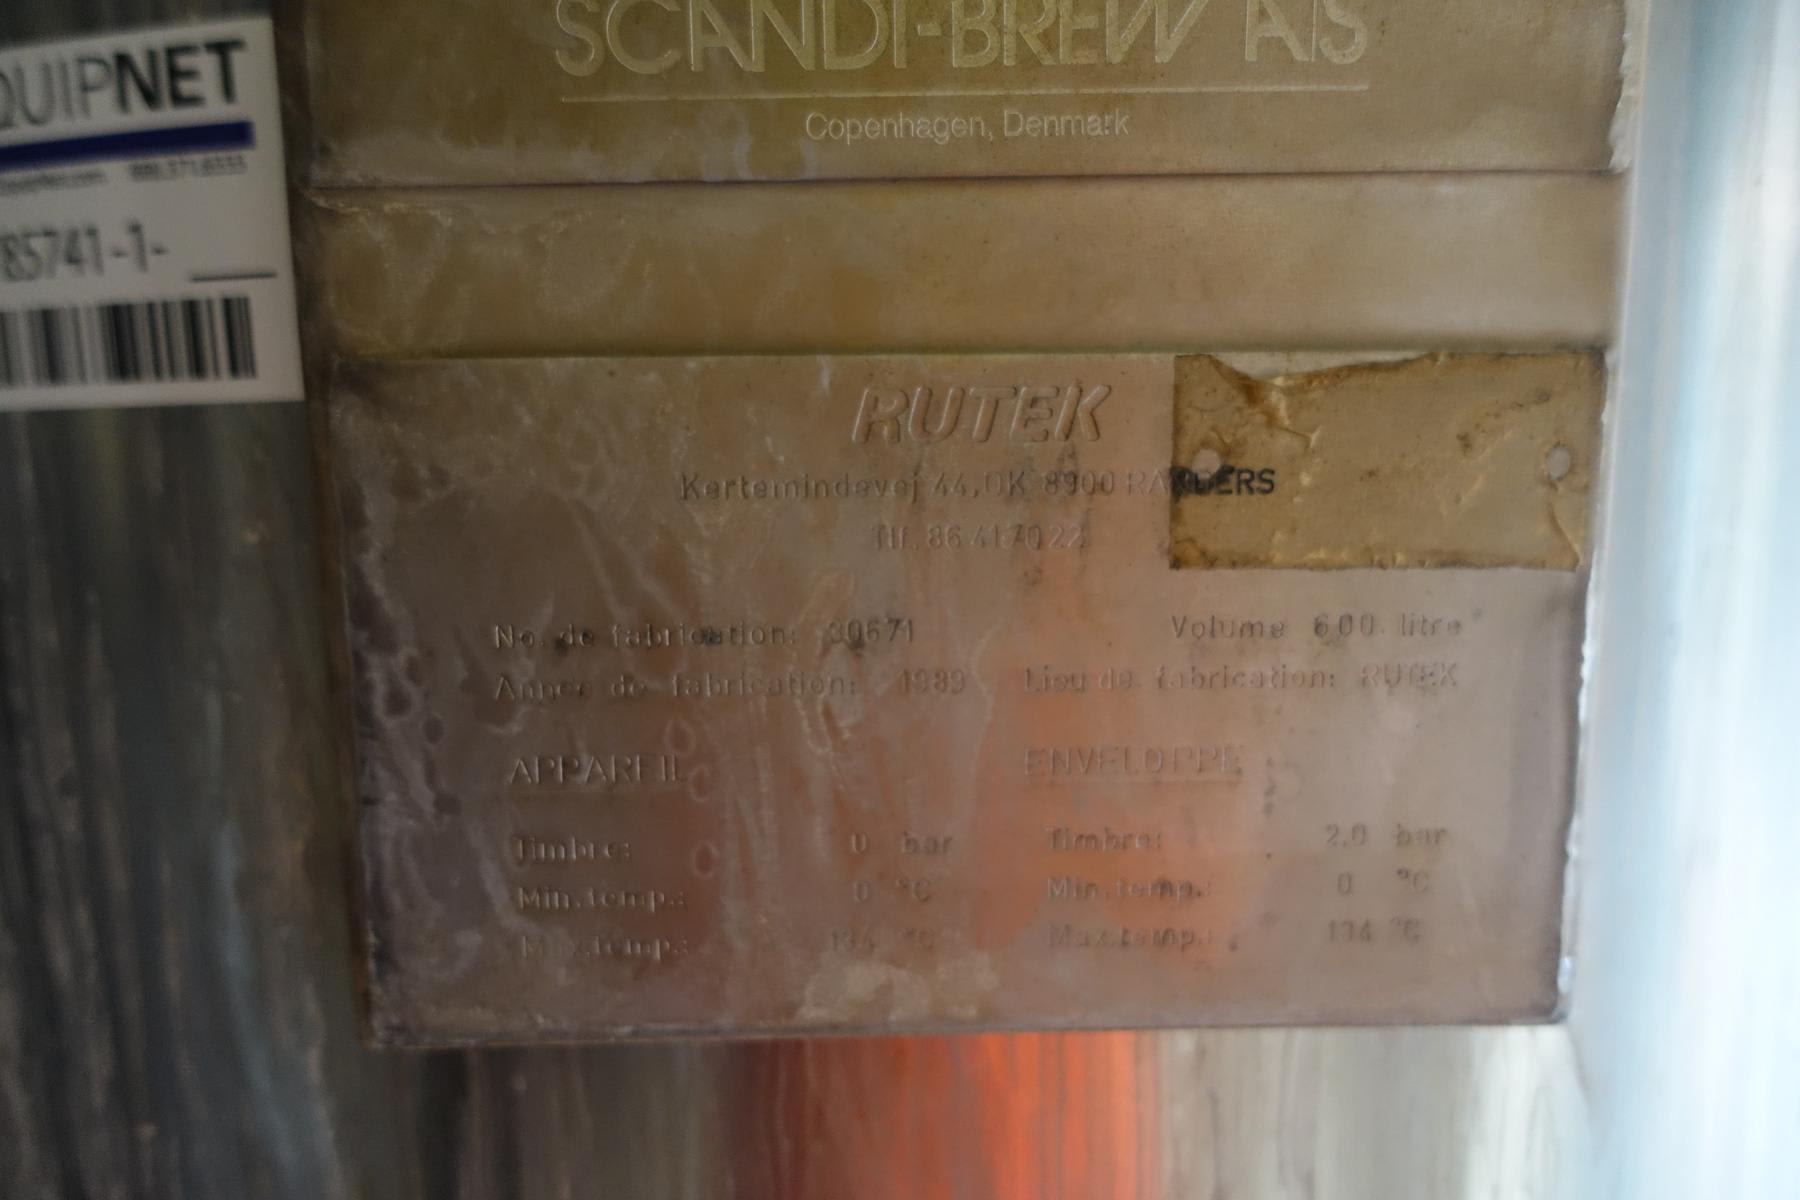 SCANDI-BREW A/S
Copenhagen, Denmark
QUIPNET
85741-1-
RUTEK
Kertemindevej 44, DK 8900 RANDERS
Tlf. 86 41 70 22
No. de fabrication: 30671
Volume 600 litre
Annee de fabrication: 1989
Lieu de fabrication: RUTEK
APPAREIL
ENVELOPPE
Timbre: 0 bar
Timbre: 2.0 bar
Min.temp.: 0 °C
Min.temp.: 0 °C
Max.temp.: 134 °C
Max.temp.: 134 °C